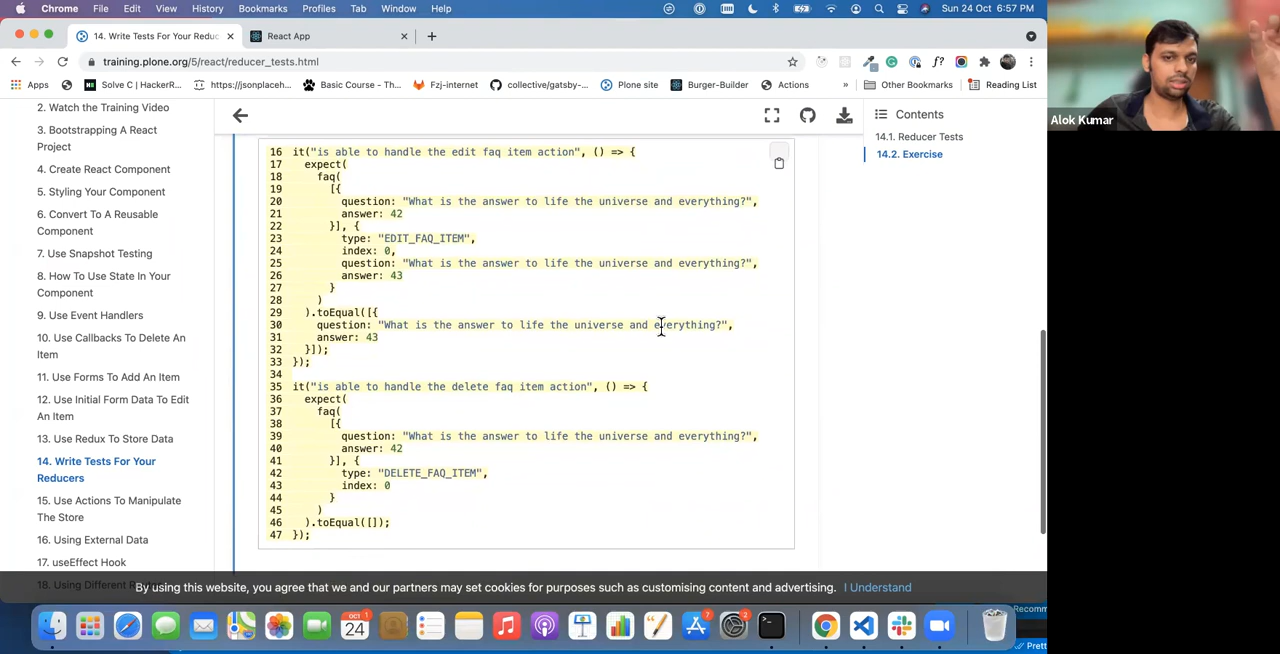 Chrome File Edit View History Bookmarks Profiles Tab Window Help
Sun 24 Oct 6:57 PM
14. Write Tests For Your Reduc
React App
training.plone.org/5/react/reducer_tests.html
Apps
Solve C | HackerR...
https://jsonplaceh...
Basic Course – Th...
Fzj-internet
collective/gatsby-...
Plone site
Burger-Builder
Actions
»
Other Bookmarks
Reading List
2. Watch the Training Video
3. Bootstrapping A React
Project
4. Create React Component
5. Styling Your Component
6. Convert To A Reusable
Component
7. Use Snapshot Testing
8. How To Use State In Your
Component
9. Use Event Handlers
10. Use Callbacks To Delete An
Item
11. Use Forms To Add An Item
12. Use Initial Form Data To Edit
An Item
13. Use Redux To Store Data
14. Write Tests For Your
Reducers
15. Use Actions To Manipulate
The Store
16. Using External Data
17. useEffect Hook
16 it("is able to handle the edit faq item action", () => {
17 expect(
18 faq(
19 [{
20 question: "What is the answer to life the universe and everything?",
21 answer: 42
22 }], {
23 type: "EDIT_FAQ_ITEM",
24 index: 0,
25 question: "What is the answer to life the universe and everything?",
26 answer: 43
27 }
28 )
29 ).toEqual([{
30 question: "What is the answer to life the universe and everything?",
31 answer: 43
32 }]);
33 });
34
35 it("is able to handle the delete faq item action", () => {
36 expect(
37 faq(
38 [{
39 question: "What is the answer to life the universe and everything?",
40 answer: 42
41 }], {
42 type: "DELETE_FAQ_ITEM",
43 index: 0
44 }
45 )
46 ).toEqual([]);
47 });
Contents
14.1. Reducer Tests
14.2. Exercise
Alok Kumar
18. Using Different
By using this website, you agree that we and our partners may set cookies for purposes such as customising content and advertising. I Understand
OCT
24
1
7
2
Recomm
Prett